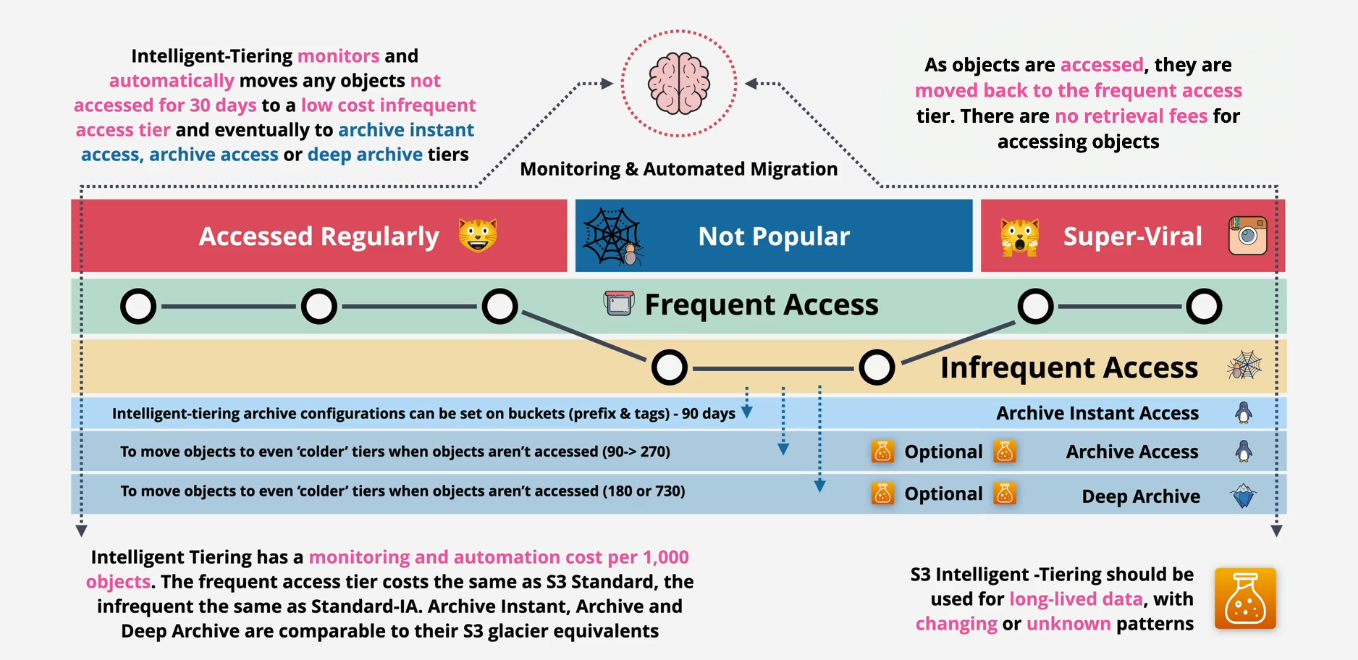 Intelligent-Tiering monitors and
automatically moves any objects not
accessed for 30 days to a low cost infrequent
access tier and eventually to archive instant
access, archive access or deep archive tiers
As objects are accessed, they are
moved back to the frequent access
tier. There are no retrieval fees for
accessing objects
Monitoring & Automated Migration
Accessed Regularly
Not Popular
Super-Viral
Frequent Access
Infrequent Access
Intelligent-tiering archive configurations can be set on buckets (prefix & tags) - 90 days
Archive Instant Access
To move objects to even ‘colder’ tiers when objects aren’t accessed (90-> 270)
Optional
Archive Access
To move objects to even ‘colder’ tiers when objects aren’t accessed (180 or 730)
Optional
Deep Archive
Intelligent Tiering has a monitoring and automation cost per 1,000
objects. The frequent access tier costs the same as S3 Standard, the
infrequent the same as Standard-IA. Archive Instant, Archive and
Deep Archive are comparable to their S3 glacier equivalents
S3 Intelligent -Tiering should be
used for long-lived data, with
changing or unknown patterns